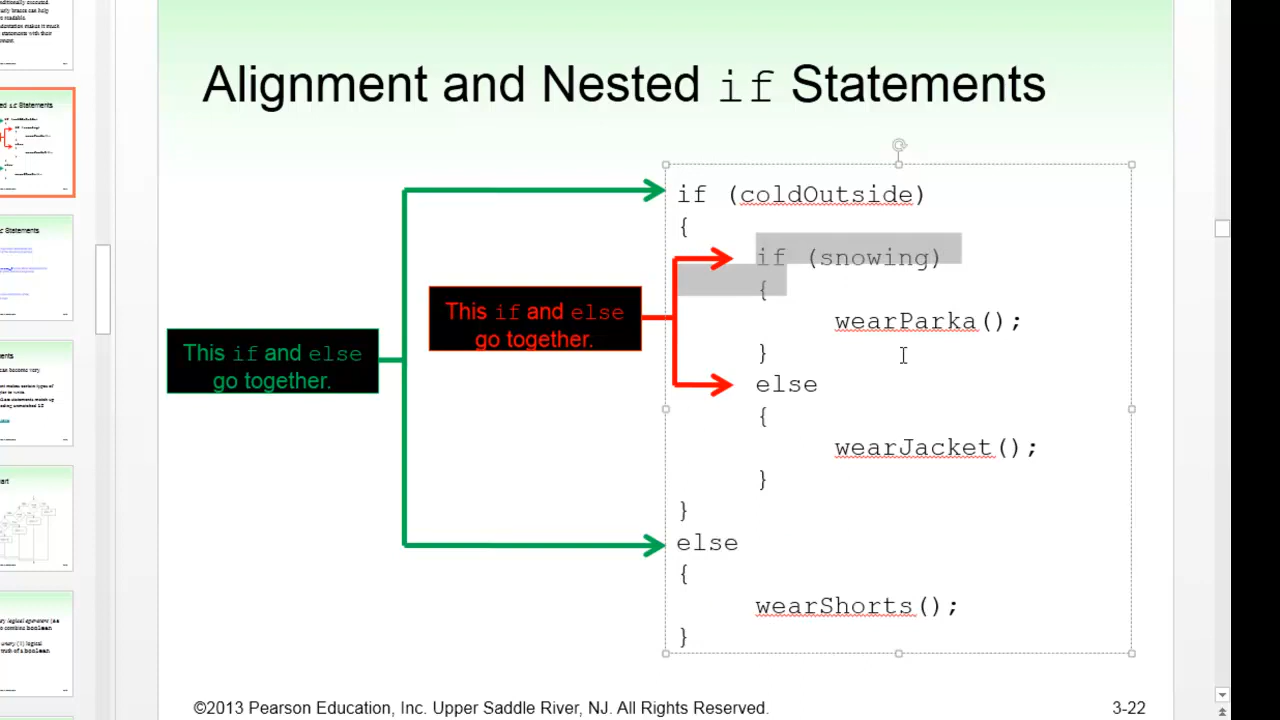 Alignment and Nested if Statements
if (coldOutside)
{
if (snowing)
{
This if and else
go together.
wearParka();
This if and else
go together.
}
else
{
wearJacket();
}
}
else
{
wearShorts();
}
©2013 Pearson Education, Inc. Upper Saddle River, NJ. All Rights Reserved.
3-22